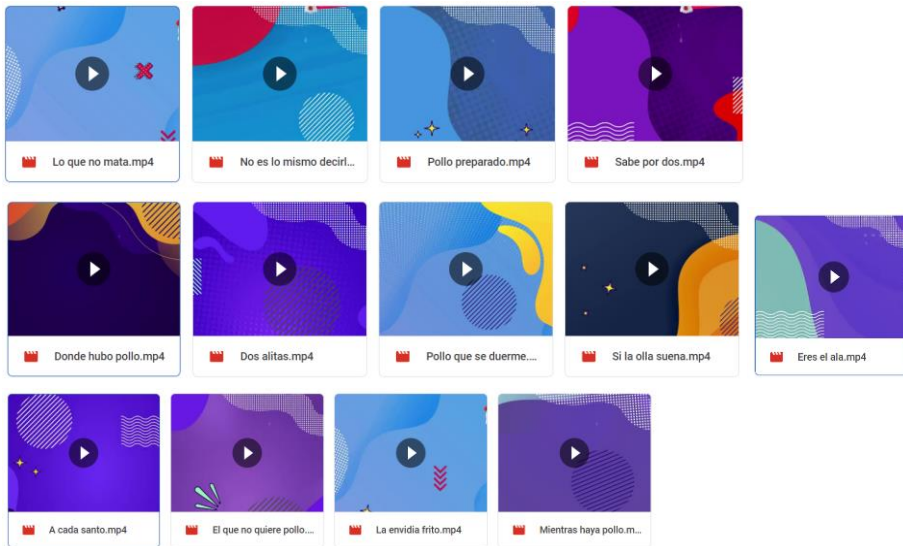 Lo que no mata.mp4
No es lo mismo decirl...
Pollo preparado.mp4
Sabe por dos.mp4
Donde hubo pollo.mp4
Dos alitas.mp4
Pollo que se duerme....
Si la olla suena.mp4
Eres el ala.mp4
A cada santo.mp4
El que no quiere pollo....
La envidia frito.mp4
Mientras haya pollo.m...